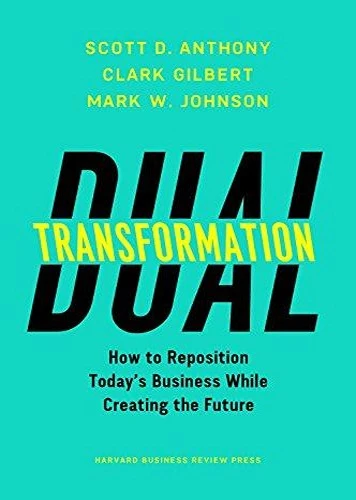 SCOTT D. ANTHONY
CLARK GILBERT
MARK W. JOHNSON
DUAL
TRANSFORMATION
How to Reposition
Today's Business While
Creating the Future
HARVARD BUSINESS REVIEW PRESS